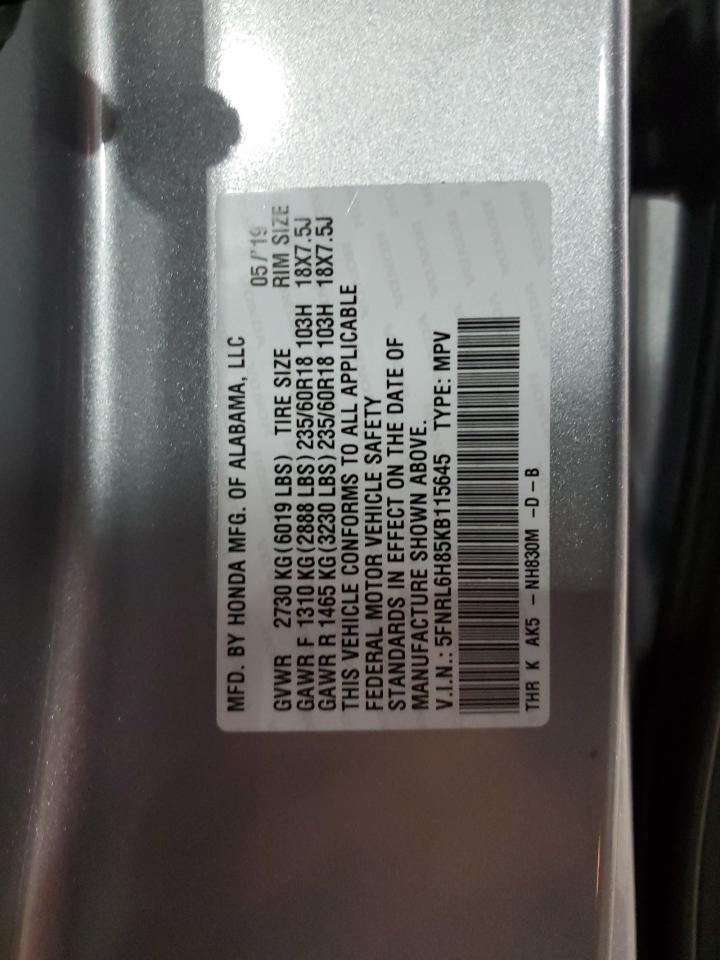 MFD. BY HONDA MFG. OF ALABAMA, LLC 05/'19
GVWR 2730 KG(6019 LBS) TIRE SIZE RIM SIZE
GAWR F 1310 KG(2888 LBS)235/60R18 103H 18X7.5J
GAWR R 1465 KG(3230 LBS)235/60R18 103H 18X7.5J
THIS VEHICLE CONFORMS TO ALL APPLICABLE
FEDERAL MOTOR VEHICLE SAFETY
STANDARDS IN EFFECT ON THE DATE OF
MANUFACTURE SHOWN ABOVE.
V.I.N.: 5FNRL6H85KB115645 TYPE: MPV
THR K AK5 - NH830M -D-B